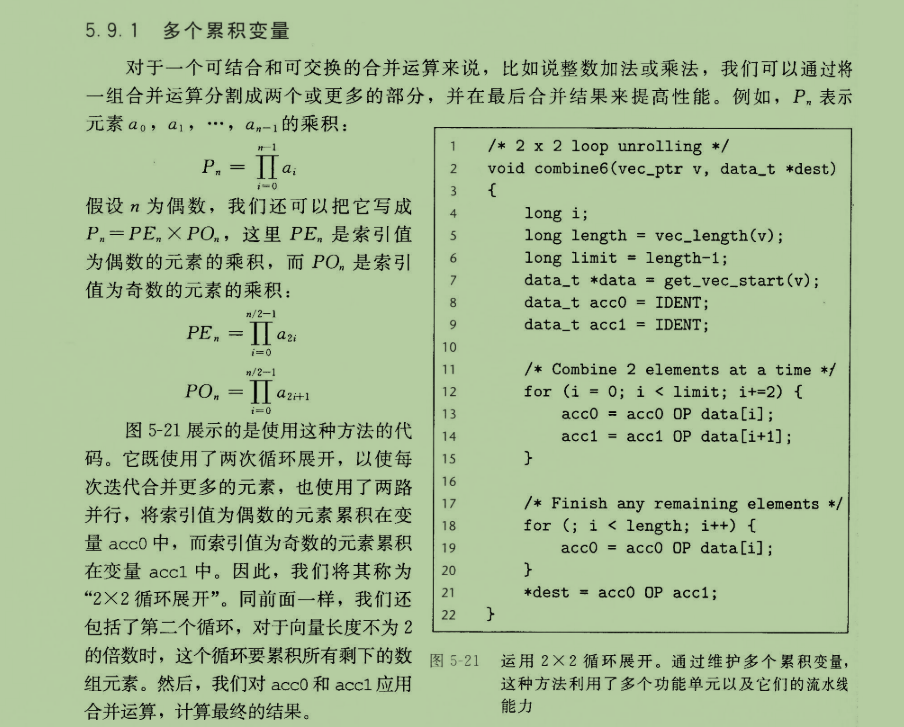 5.9.1 多个累积变量
对于一个可结合和可交换的合并运算来说，比如说整数加法或乘法，我们可以通过将
一组合并运算分割成两个或更多的部分，并在最后合并结果来提高性能。例如，Pₙ 表示
元素 a₀，a₁，…，aₙ₋₁的乘积：
n-1
Pₙ = ∏ aᵢ
i=0
假设 n 为偶数，我们还可以把它写成
Pₙ=PEₙ×POₙ，这里 PEₙ 是索引值
为偶数的元素的乘积，而 POₙ 是索引
值为奇数的元素的乘积：
n/2-1
PEₙ = ∏ a₂ᵢ
i=0
n/2-1
POₙ = ∏ a₂ᵢ₊₁
i=0
图 5-21 展示的是使用这种方法的代
码。它既使用了两次循环展开，以使每
次迭代合并更多的元素，也使用了两路
并行，将索引值为偶数的元素累积在变
量 acc0 中，而索引值为奇数的元素累积
在变量 acc1 中。因此，我们将其称为
“2×2 循环展开”。同前面一样，我们还
包括了第二个循环，对于向量长度不为 2
的倍数时，这个循环要累积所有剩下的数
组元素。然后，我们对 acc0 和 acc1 应用
合并运算，计算最终的结果。
1 /* 2 x 2 loop unrolling */
2 void combine6(vec_ptr v, data_t *dest)
3 {
4 long i;
5 long length = vec_length(v);
6 long limit = length-1;
7 data_t *data = get_vec_start(v);
8 data_t acc0 = IDENT;
9 data_t acc1 = IDENT;
10
11 /* Combine 2 elements at a time */
12 for (i = 0; i < limit; i+=2) {
13 acc0 = acc0 OP data[i];
14 acc1 = acc1 OP data[i+1];
15 }
16
17 /* Finish any remaining elements */
18 for (; i < length; i++) {
19 acc0 = acc0 OP data[i];
20 }
21 *dest = acc0 OP acc1;
22 }
图 5-21 运用 2×2 循环展开。通过维护多个累积变量，
这种方法利用了多个功能单元以及它们的流水线
能力